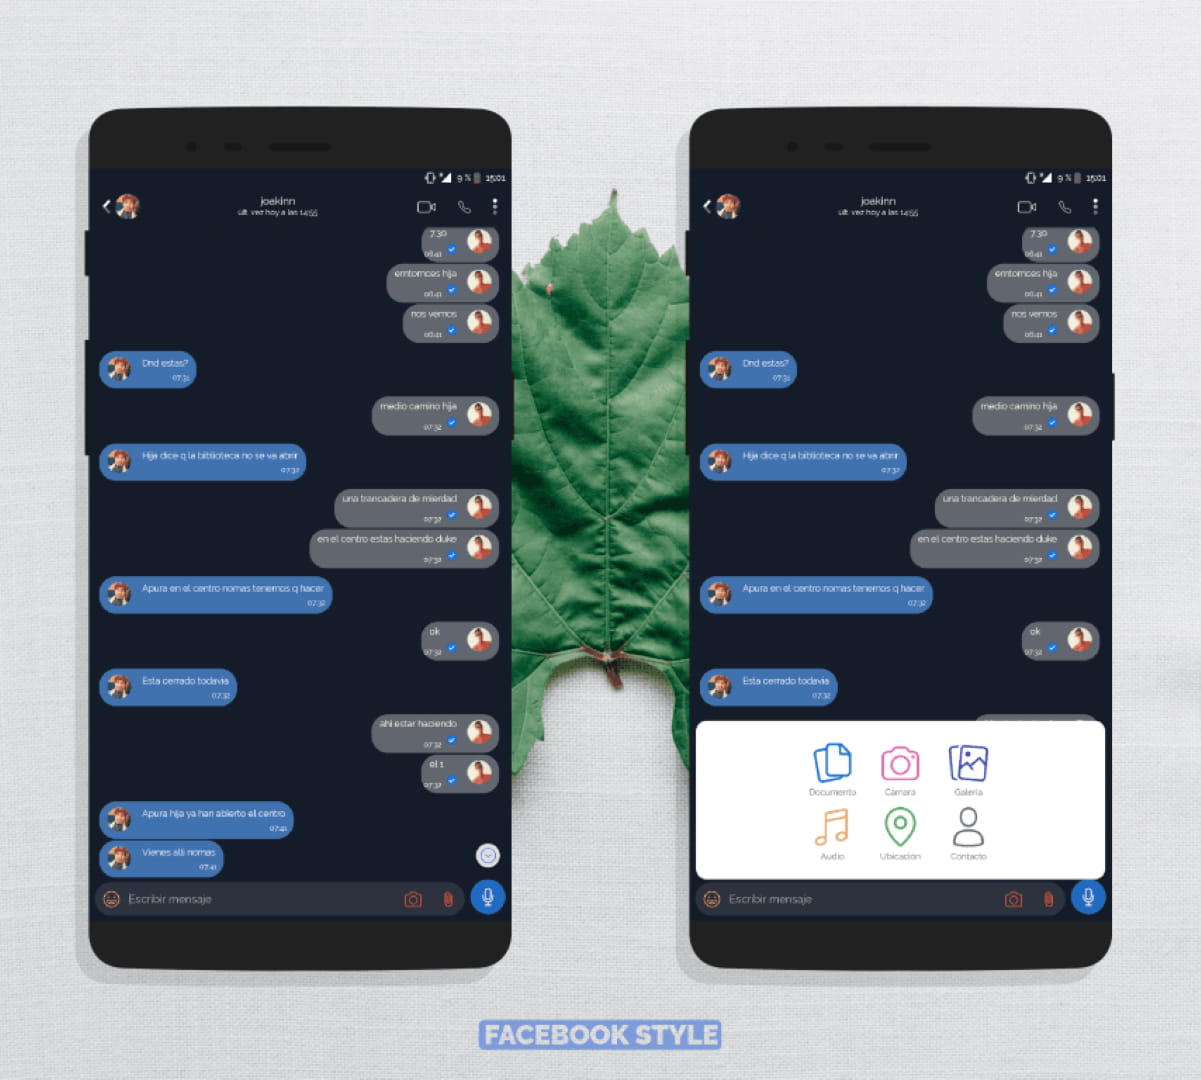 9 % 15:01
joakinn
últ. vez hoy a las 14:55
7:30
06:41
emtomces hija
06:41
nos vemos
06:41
Dnd estas?
07:31
medio camino hija
07:32
Hija dice q la biblioteca no se va abrir
07:32
una trancadera de mierdad
07:32
en el centro estas haciendo duke
07:32
Apura en el centro nomas tenemos q hacer
07:32
ok
07:32
Esta cerrado todavia
07:32
ahi estar haciendo
07:32
el 1
07:32
Apura hija ya han abierto el centro
07:41
Vienes alli nomas
07:41
Escribir mensaje
9 % 15:01
joakinn
últ. vez hoy a las 14:55
7:30
06:41
emtomces hija
06:41
nos vemos
06:41
Dnd estas?
07:31
medio camino hija
07:32
Hija dice q la biblioteca no se va abrir
07:32
una trancadera de mierdad
07:32
en el centro estas haciendo duke
07:32
Apura en el centro nomas tenemos q hacer
07:32
ok
07:32
Esta cerrado todavia
07:32
Documento Cámara Galería
Audio Ubicación Contacto
Escribir mensaje
FACEBOOK STYLE